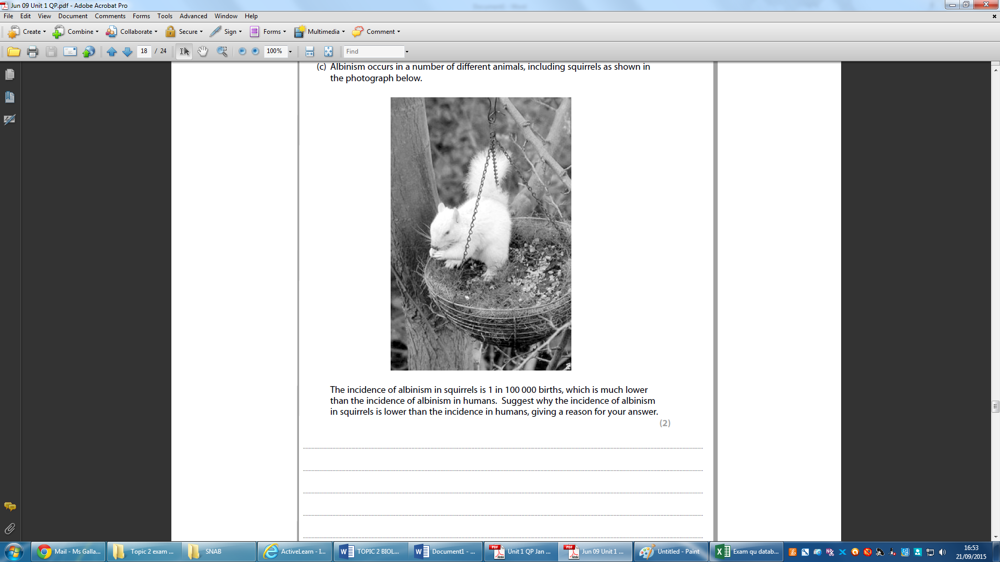 Jun 09 Unit 1 QP.pdf - Adobe Acrobat Pro
File Edit View Document Comments Forms Tools Advanced Window Help
Create Combine Collaborate Secure Sign Forms Multimedia Comment
18 / 24 100% Find
(c) Albinism occurs in a number of different animals, including squirrels as shown in
the photograph below.
The incidence of albinism in squirrels is 1 in 100 000 births, which is much lower
than the incidence of albinism in humans. Suggest why the incidence of albinism
in squirrels is lower than the incidence in humans, giving a reason for your answer.
(2)
Mail - Ms Galla... Topic 2 exam ... SNAB ActiveLearn - I... TOPIC 2 BIOL... Document1 - ... Unit 1 QP Jan ... Jun 09 Unit 1 ... Untitled - Paint Exam qu datab...
16:53
21/09/2015